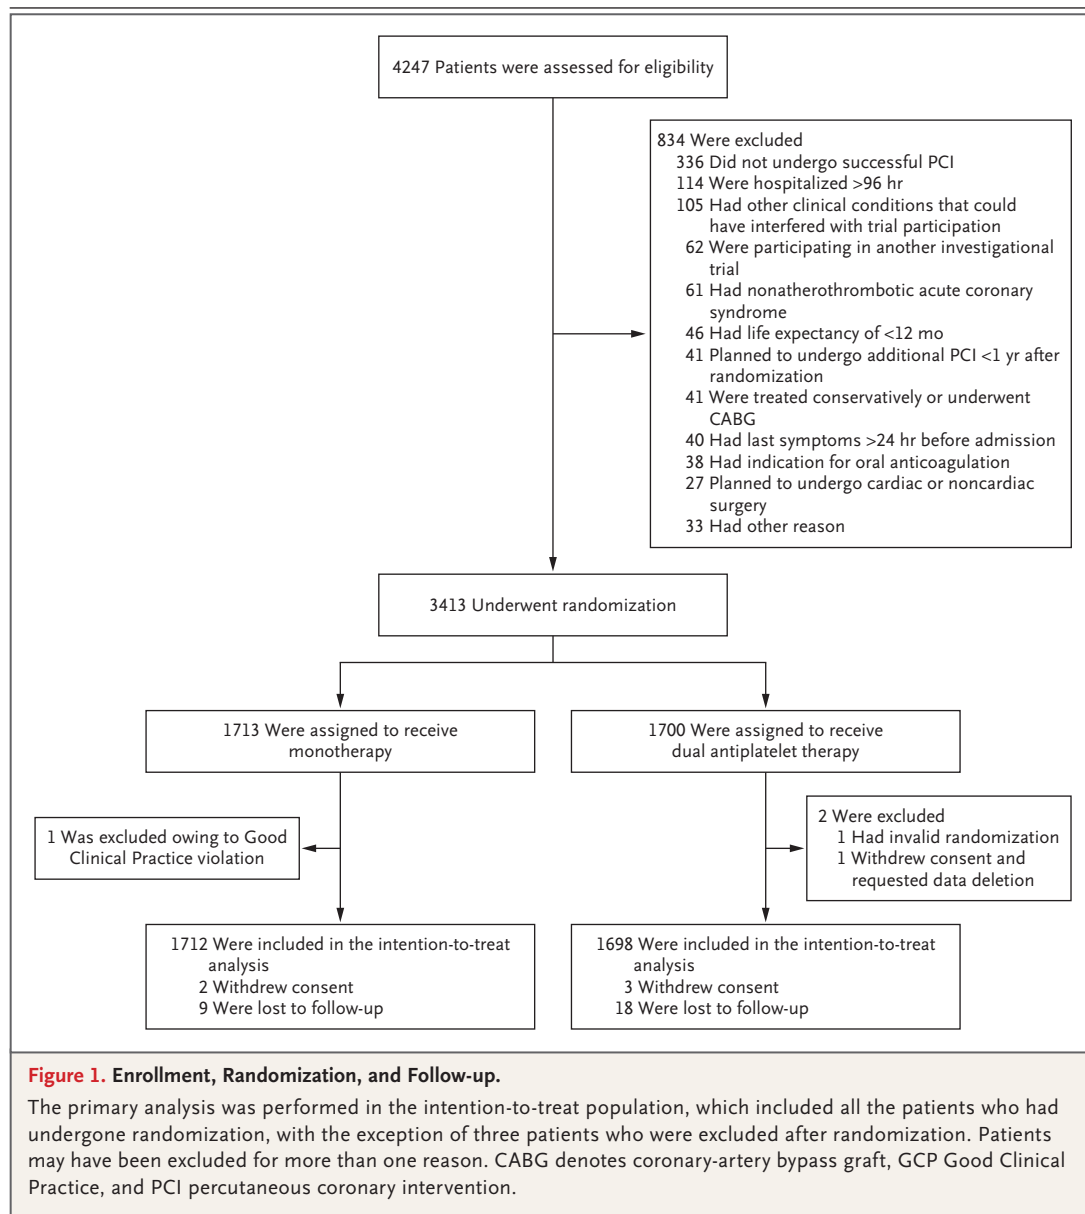 4247 Patients were assessed for eligibility
834 Were excluded
336 Did not undergo successful PCI
114 Were hospitalized >96 hr
105 Had other clinical conditions that could
have interfered with trial participation
62 Were participating in another investigational
trial
61 Had nonatherothrombotic acute coronary
syndrome
46 Had life expectancy of <12 mo
41 Planned to undergo additional PCI <1 yr after
randomization
41 Were treated conservatively or underwent
CABG
40 Had last symptoms >24 hr before admission
38 Had indication for oral anticoagulation
27 Planned to undergo cardiac or noncardiac
surgery
33 Had other reason
3413 Underwent randomization
1713 Were assigned to receive
monotherapy
1700 Were assigned to receive
dual antiplatelet therapy
1 Was excluded owing to Good
Clinical Practice violation
2 Were excluded
1 Had invalid randomization
1 Withdrew consent and
requested data deletion
1712 Were included in the intention-to-treat
analysis
2 Withdrew consent
9 Were lost to follow-up
1698 Were included in the intention-to-treat
analysis
3 Withdrew consent
18 Were lost to follow-up
Figure 1. Enrollment, Randomization, and Follow-up.
The primary analysis was performed in the intention-to-treat population, which included all the patients who had
undergone randomization, with the exception of three patients who were excluded after randomization. Patients
may have been excluded for more than one reason. CABG denotes coronary-artery bypass graft, GCP Good Clinical
Practice, and PCI percutaneous coronary intervention.